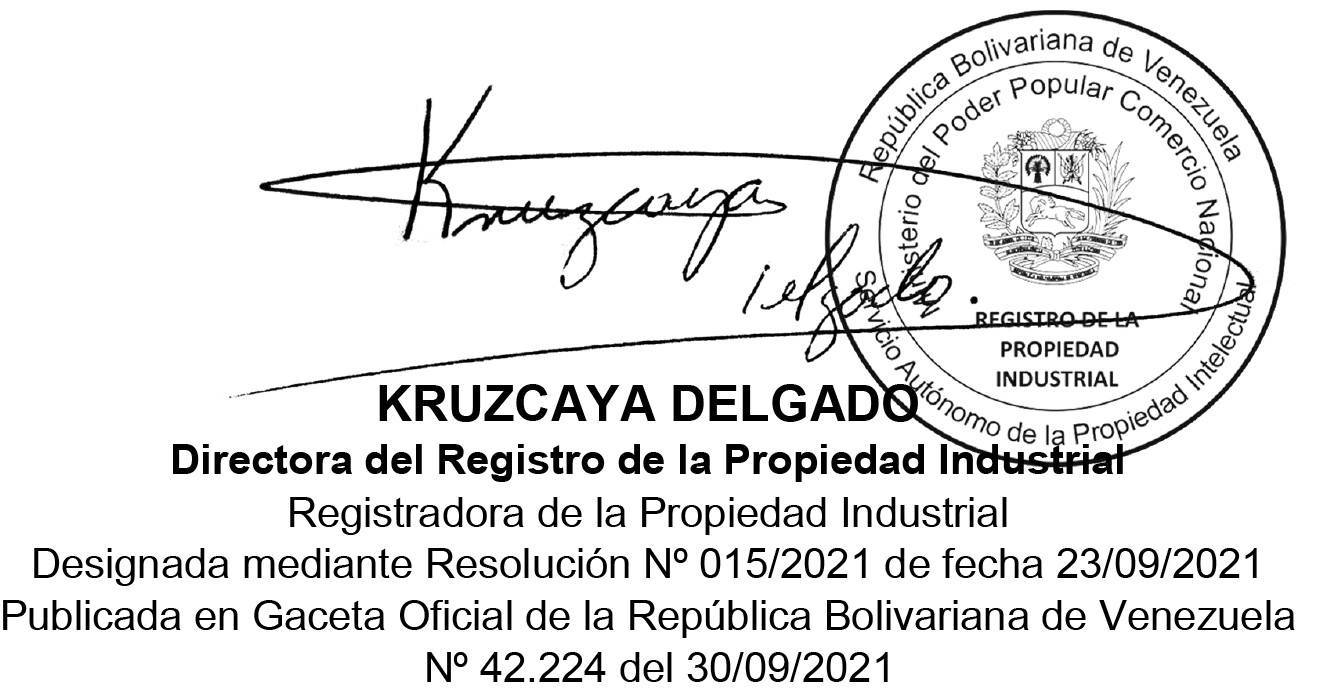 República Bolivariana de Venezuela
Ministerio del Poder Popular Comercio Nacional
REGISTRO DE LA
PROPIEDAD
INDUSTRIAL
Servicio Autónomo de la Propiedad Intelectual
Kruzcaya
KRUZCAYA DELGADO
Directora del Registro de la Propiedad Industrial
Registradora de la Propiedad Industrial
Designada mediante Resolución Nº 015/2021 de fecha 23/09/2021
Publicada en Gaceta Oficial de la República Bolivariana de Venezuela
Nº 42.224 del 30/09/2021